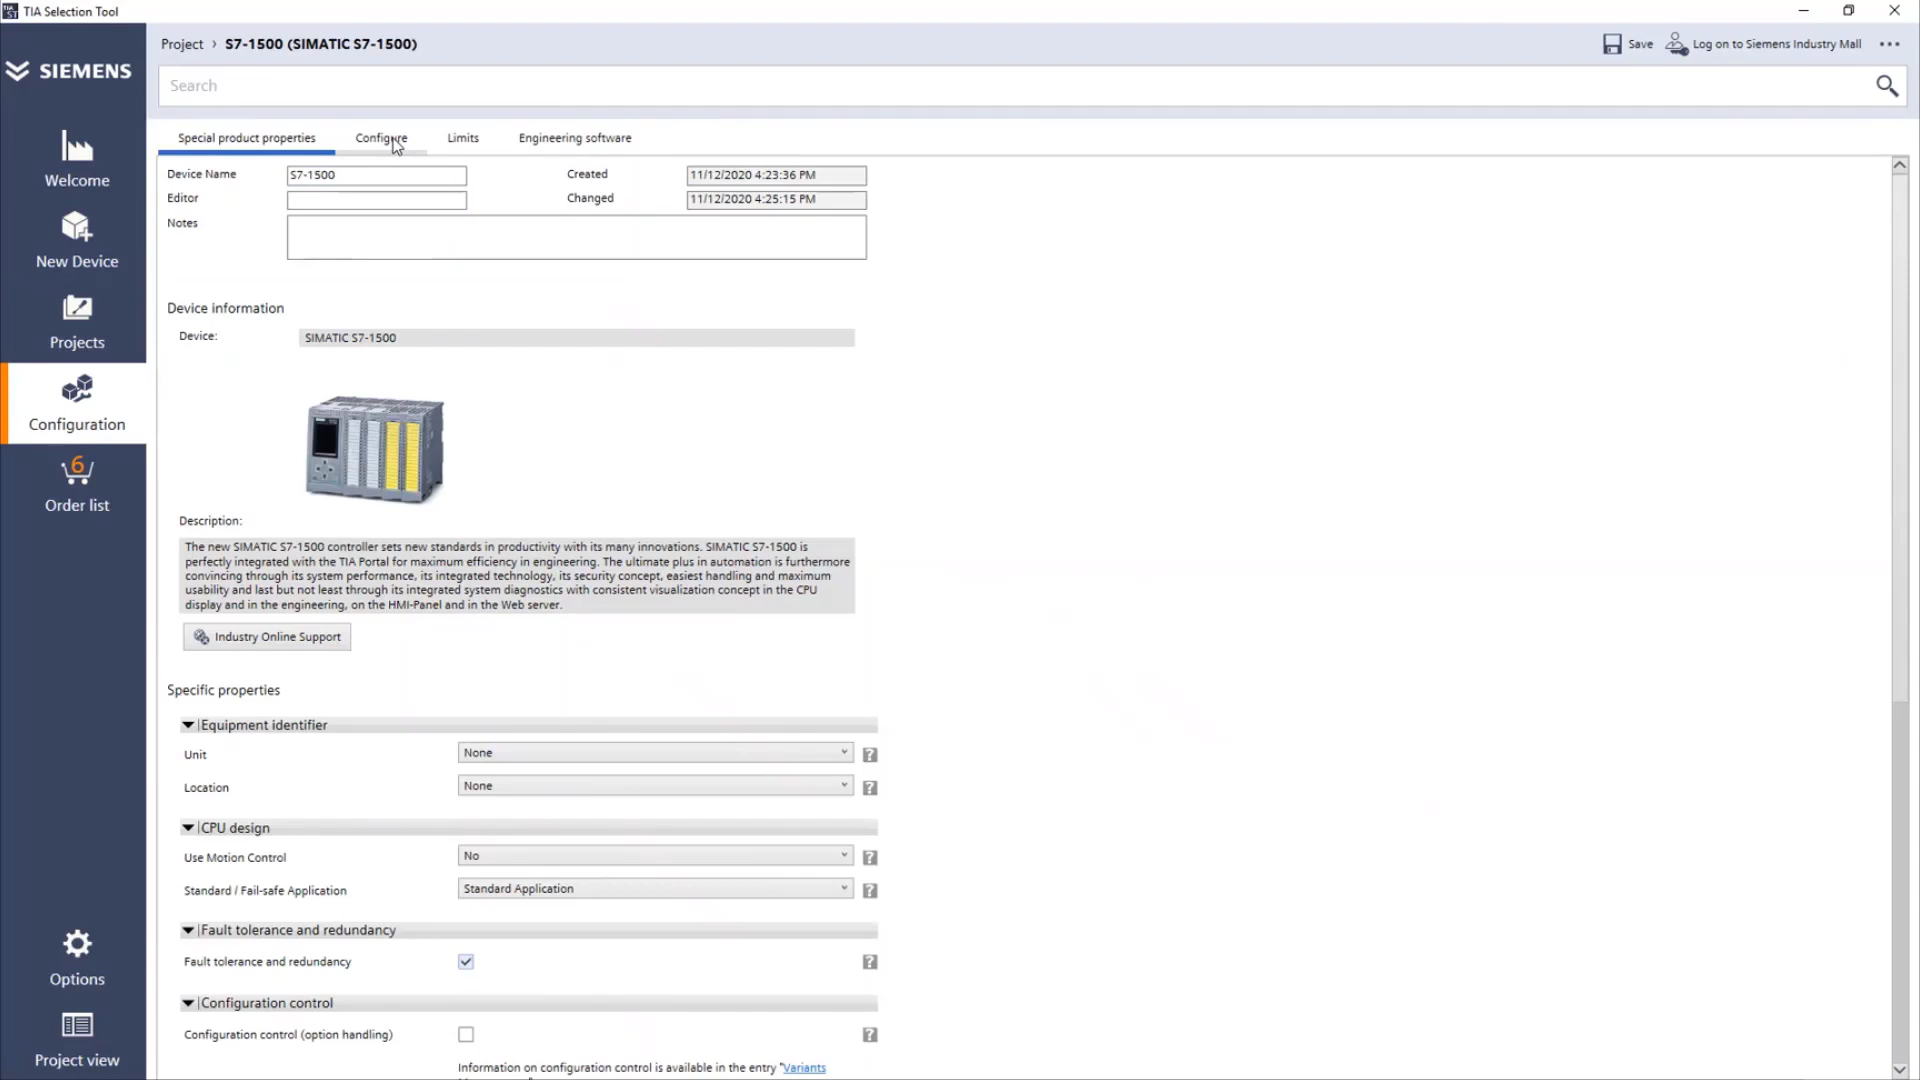 TIA Selection Tool
SIEMENS
Project › S7-1500 (SIMATIC S7-1500)
Save
Log on to Siemens Industry Mall
Search
Welcome
New Device
Projects
Configuration
6
Order list
Options
Project view
Special product properties
Configure
Limits
Engineering software
Device Name S7-1500 Created 11/12/2020 4:23:36 PM
Editor Changed 11/12/2020 4:25:15 PM
Notes
Device information
Device: SIMATIC S7-1500
Description:
The new SIMATIC S7-1500 controller sets new standards in productivity with its many innovations. SIMATIC S7-1500 is
perfectly integrated with the TIA Portal for maximum efficiency in engineering. The ultimate plus in automation is furthermore
convincing through its system performance, its integrated technology, its security concept, easiest handling and maximum
usability and last but not least through its integrated system diagnostics with consistent visualization concept in the CPU
display and in the engineering, on the HMI-Panel and in the Web server.
Industry Online Support
Specific properties
Equipment identifier
Unit None ?
Location None ?
CPU design
Use Motion Control No ?
Standard / Fail-safe Application Standard Application ?
Fault tolerance and redundancy
Fault tolerance and redundancy ?
Configuration control
Configuration control (option handling) ?
Information on configuration control is available in the entry "Variants